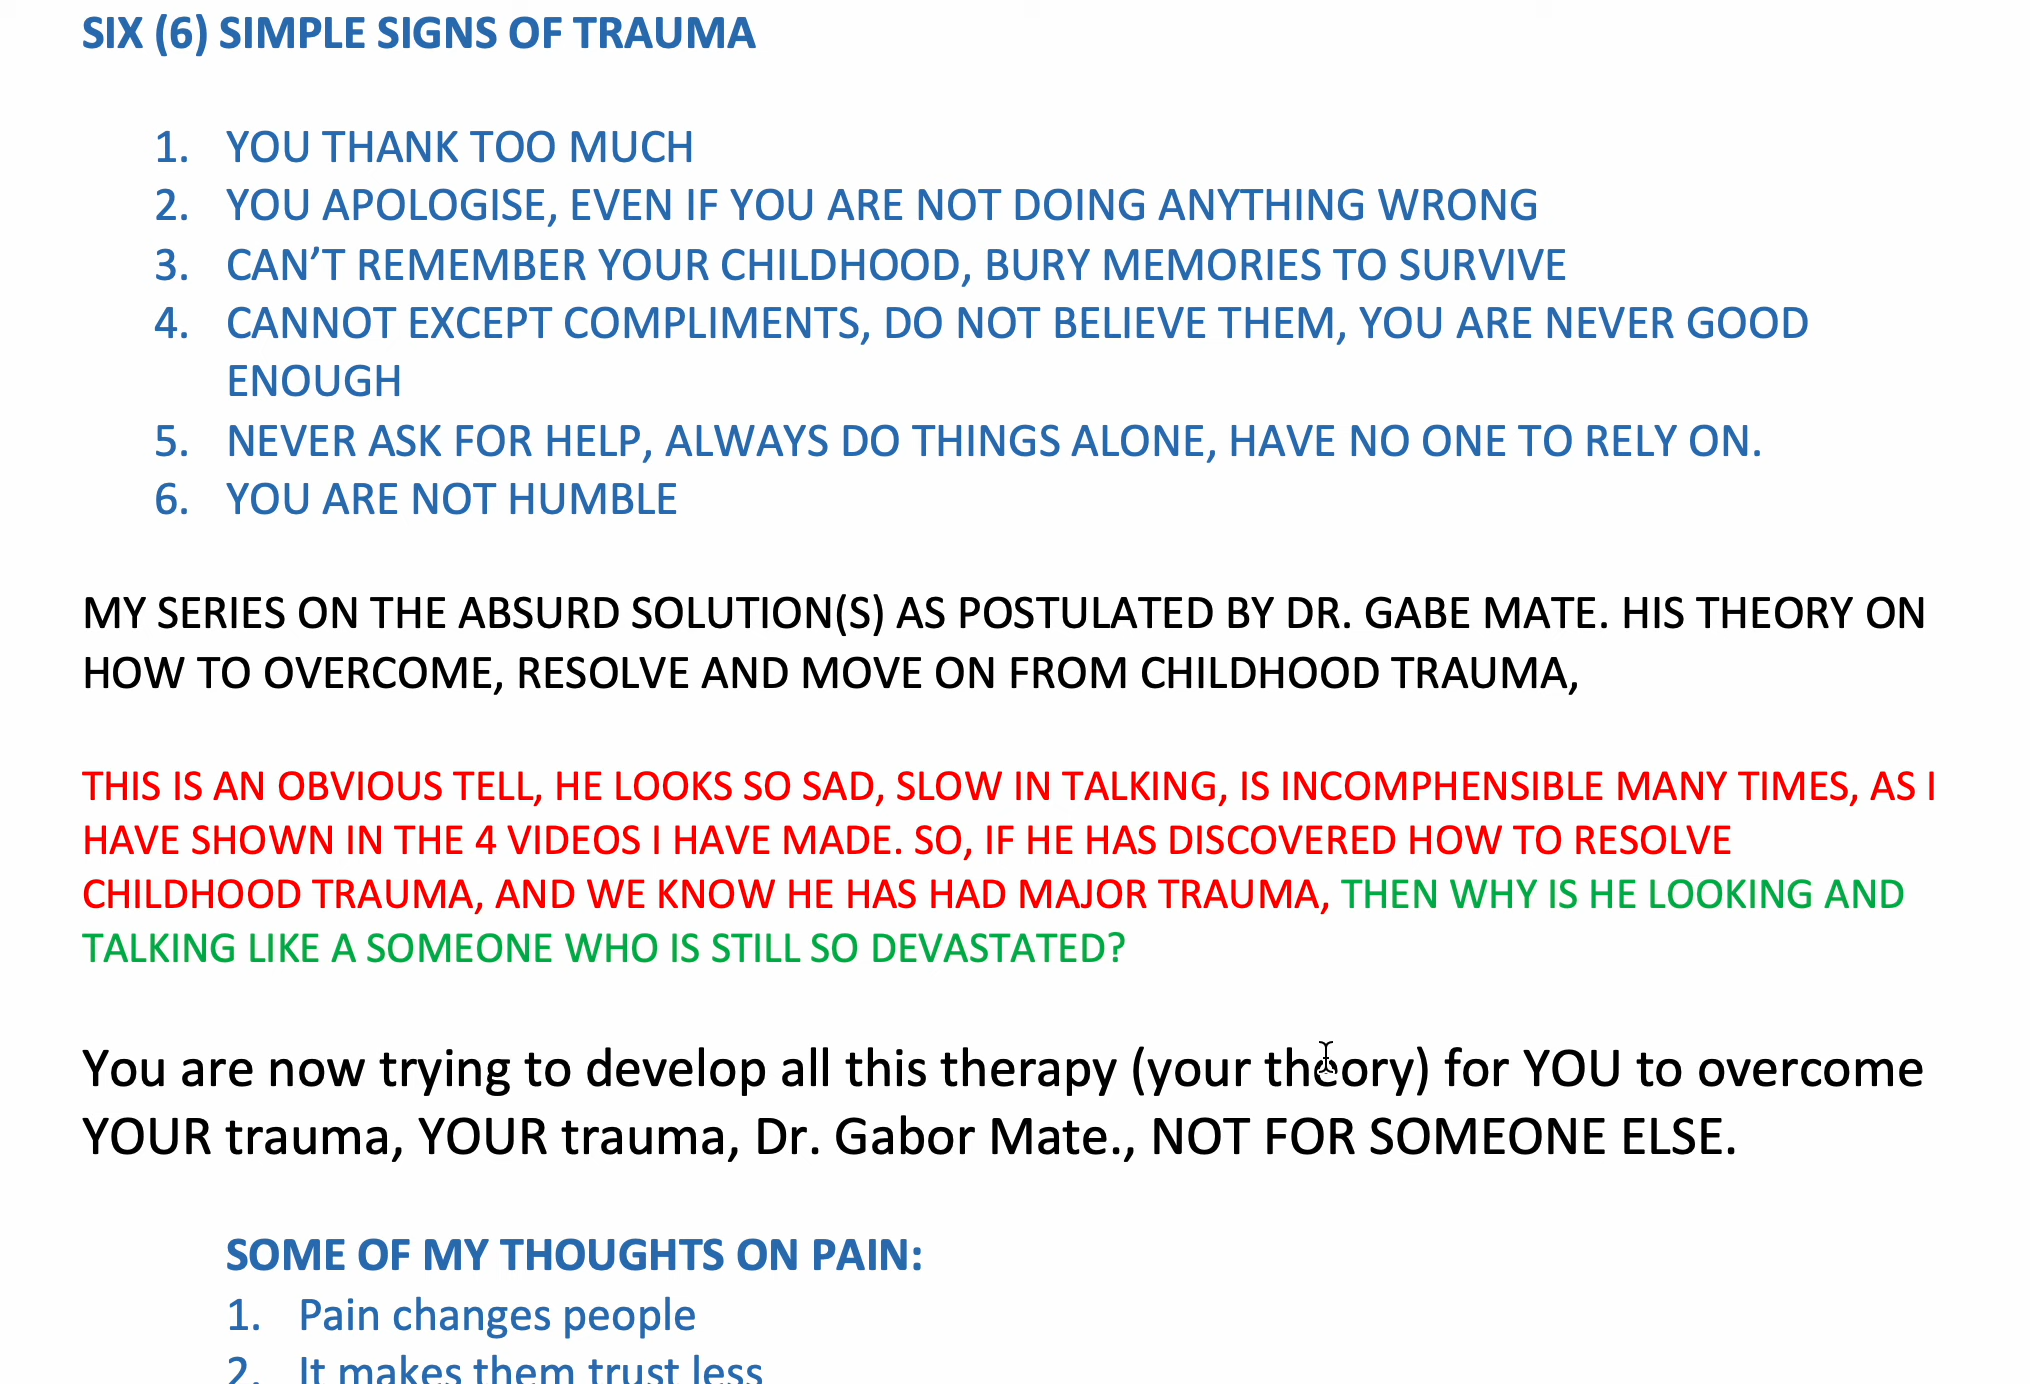 SIX (6) SIMPLE SIGNS OF TRAUMA
1. YOU THANK TOO MUCH
2. YOU APOLOGISE, EVEN IF YOU ARE NOT DOING ANYTHING WRONG
3. CAN’T REMEMBER YOUR CHILDHOOD, BURY MEMORIES TO SURVIVE
4. CANNOT EXCEPT COMPLIMENTS, DO NOT BELIEVE THEM, YOU ARE NEVER GOOD
ENOUGH
5. NEVER ASK FOR HELP, ALWAYS DO THINGS ALONE, HAVE NO ONE TO RELY ON.
6. YOU ARE NOT HUMBLE
MY SERIES ON THE ABSURD SOLUTION(S) AS POSTULATED BY DR. GABE MATE. HIS THEORY ON
HOW TO OVERCOME, RESOLVE AND MOVE ON FROM CHILDHOOD TRAUMA,
THIS IS AN OBVIOUS TELL, HE LOOKS SO SAD, SLOW IN TALKING, IS INCOMPHENSIBLE MANY TIMES, AS I
HAVE SHOWN IN THE 4 VIDEOS I HAVE MADE. SO, IF HE HAS DISCOVERED HOW TO RESOLVE
CHILDHOOD TRAUMA, AND WE KNOW HE HAS HAD MAJOR TRAUMA, THEN WHY IS HE LOOKING AND
TALKING LIKE A SOMEONE WHO IS STILL SO DEVASTATED?
You are now trying to develop all this therapy (your theory) for YOU to overcome
YOUR trauma, YOUR trauma, Dr. Gabor Mate., NOT FOR SOMEONE ELSE.
SOME OF MY THOUGHTS ON PAIN:
1. Pain changes people
2. It makes them trust less